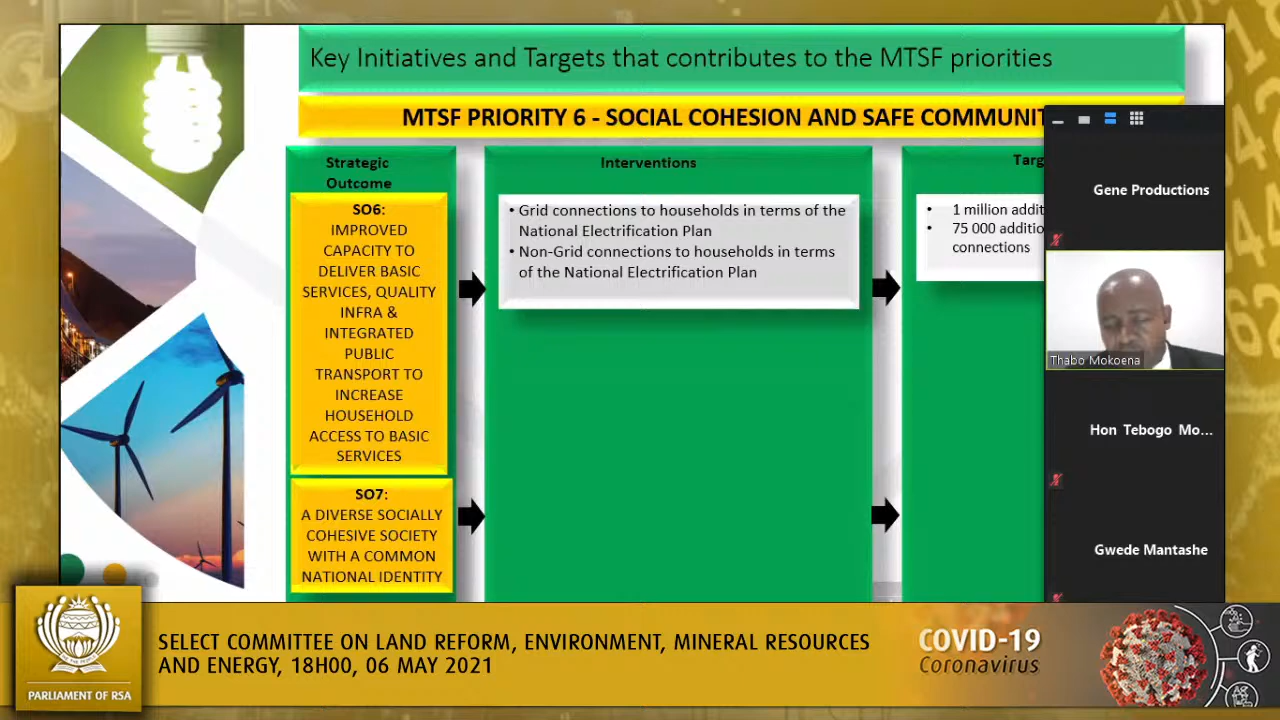 Key Initiatives and Targets that contributes to the MTSF priorities
MTSF PRIORITY 6 - SOCIAL COHESION AND SAFE
Strategic
Outcome
SO6:
IMPROVED
CAPACITY TO
DELIVER BASIC
SERVICES, QUALITY
INFRA &
INTEGRATED
PUBLIC
TRANSPORT TO
INCREASE
HOUSEHOLD
ACCESS TO BASIC
SERVICES
SO7:
A DIVERSE SOCIALLY
COHESIVE SOCIETY
WITH A COMMON
NATIONAL IDENTITY
Interventions
• Grid connections to households in terms of the
National Electrification Plan
• Non-Grid connections to households in terms
of the National Electrification Plan
• 1 million
• 75 000
connections
Gene Productions
Thabo Mokoena
Hon Tebogo Mo...
Gwede Mantashe
PARLIAMENT OF RSA
SELECT COMMITTEE ON LAND REFORM, ENVIRONMENT, MINERAL RESOURCES
AND ENERGY, 18H00, 06 MAY 2021
COVID-19
Coronavirus